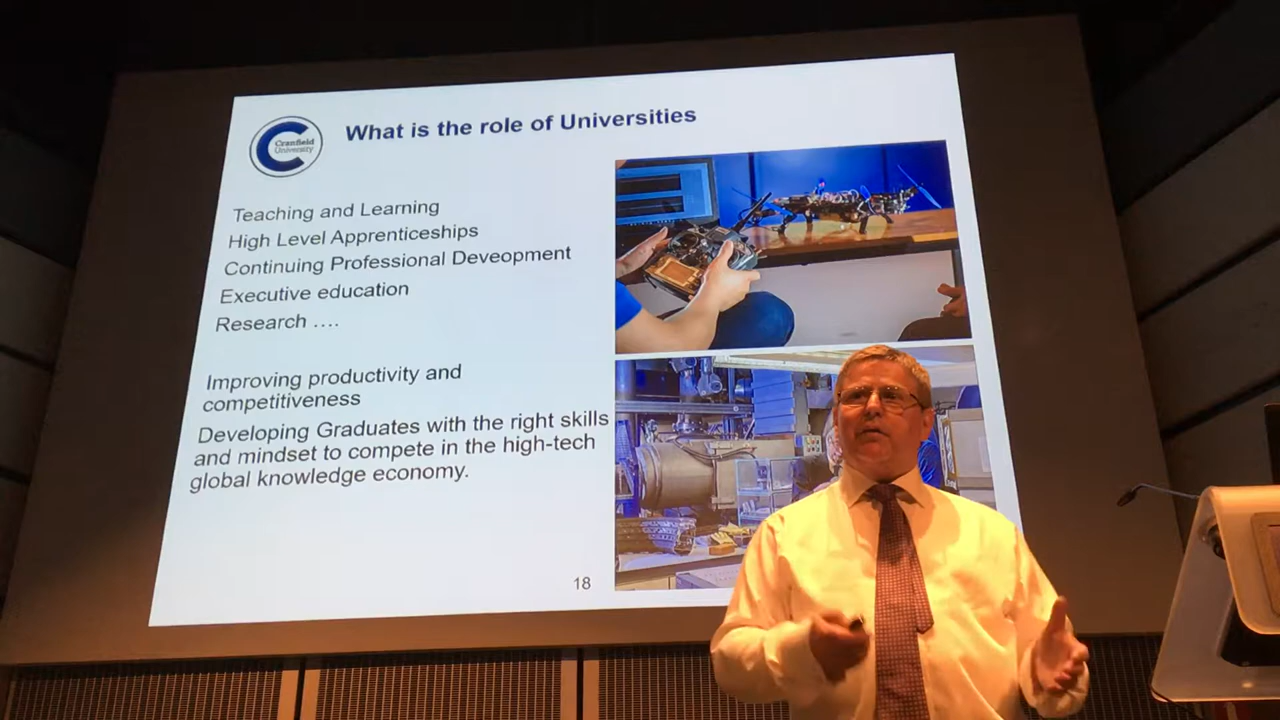 Cranfield
University
What is the role of Universities
Teaching and Learning
High Level Apprenticeships
Continuing Professional Deveopment
Executive education
Research ....
Improving productivity and
competitiveness
Developing Graduates with the right skills
and mindset to compete in the high-tech
global knowledge economy.
18